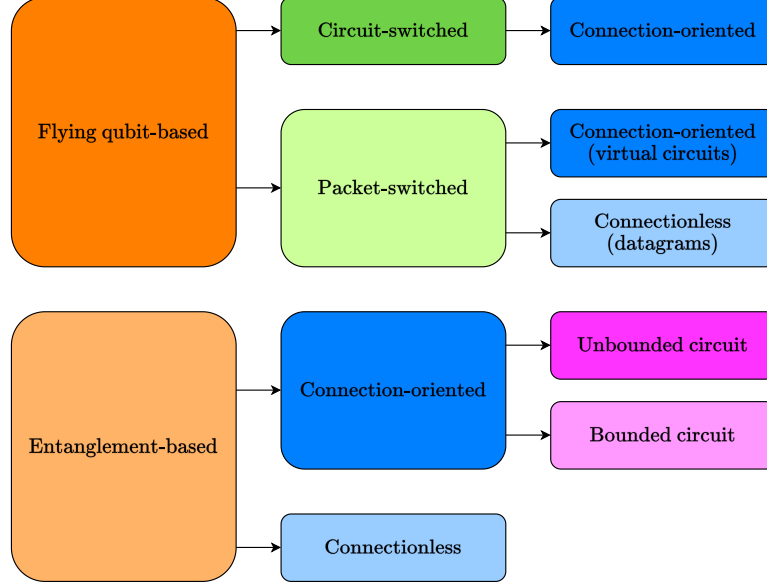 Flying qubit-based
Circuit-switched
Connection-oriented
Packet-switched
Connection-oriented
(virtual circuits)
Connectionless
(datagrams)
Entanglement-based
Connection-oriented
Unbounded circuit
Bounded circuit
Connectionless